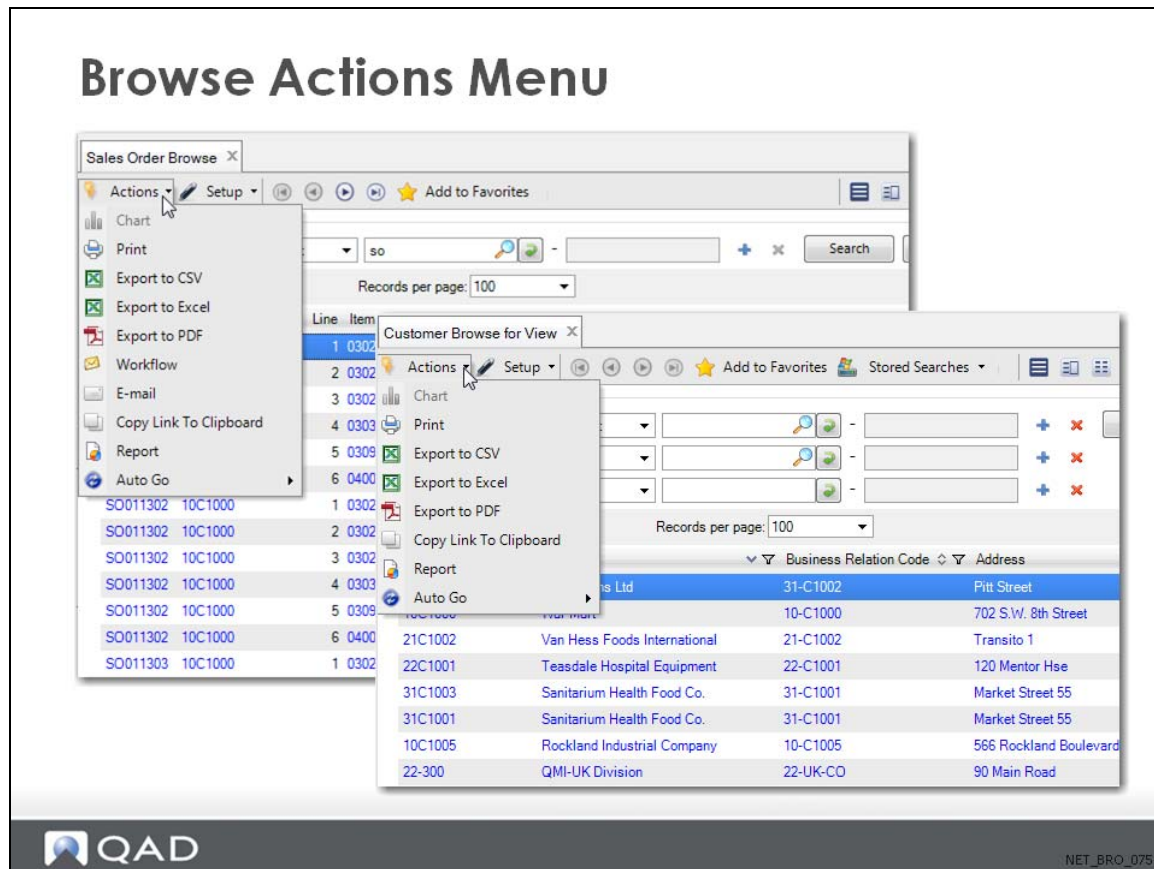 Browse Actions Menu
Sales Order Browse
Actions Setup Add to Favorites
Chart
Print
Export to CSV
Export to Excel
Export to PDF
Workflow
E-mail
Copy Link To Clipboard
Report
Auto Go
so - Search
Records per page: 100
Line Item
1 0302
2 0302
3 0302
4 0303
5 0309
6 0400
SO011302 10C1000 1 0302
SO011302 10C1000 2 0302
SO011302 10C1000 3 0302
SO011302 10C1000 4 0303
SO011302 10C1000 5 0309
SO011302 10C1000 6 0400
SO011303 10C1000 1 0302
Customer Browse for View
Actions Setup Add to Favorites Stored Searches
Chart
Print
Export to CSV
Export to Excel
Export to PDF
Copy Link To Clipboard
Report
Auto Go
-
-
-
Records per page: 100
Business Relation Code Address
Ltd 31-C1002 Pitt Street
10-C1000 702 S.W. 8th Street
21C1002 Van Hess Foods International 21-C1002 Transito 1
22C1001 Teasdale Hospital Equipment 22-C1001 120 Mentor Hse
31C1003 Sanitarium Health Food Co. 31-C1001 Market Street 55
31C1001 Sanitarium Health Food Co. 31-C1001 Market Street 55
10C1005 Rockland Industrial Company 10-C1005 566 Rockland Boulevard
22-300 QMI-UK Division 22-UK-CO 90 Main Road
QAD
NET_BRO_075